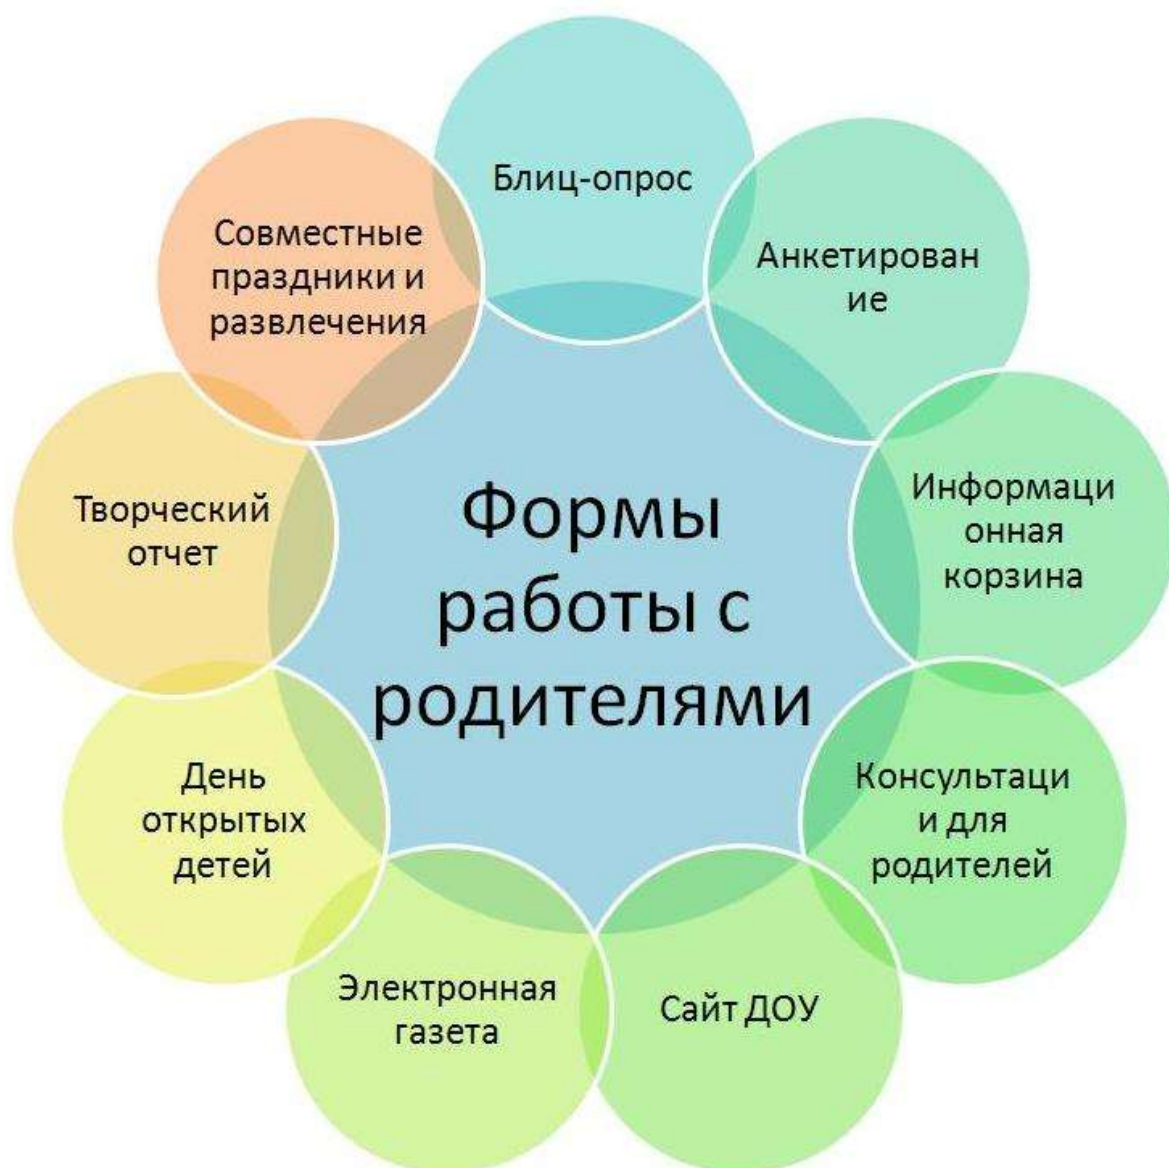 Блиц-опрос
Анкетирован
ие
Информаци
онная
корзина
Консультаци
и для
родителей
Сайт ДОУ
Электронная
газета
День
открытых
детей
Творческий
отчет
Совместные
праздники и
развлечения
Формы
работы с
родителями